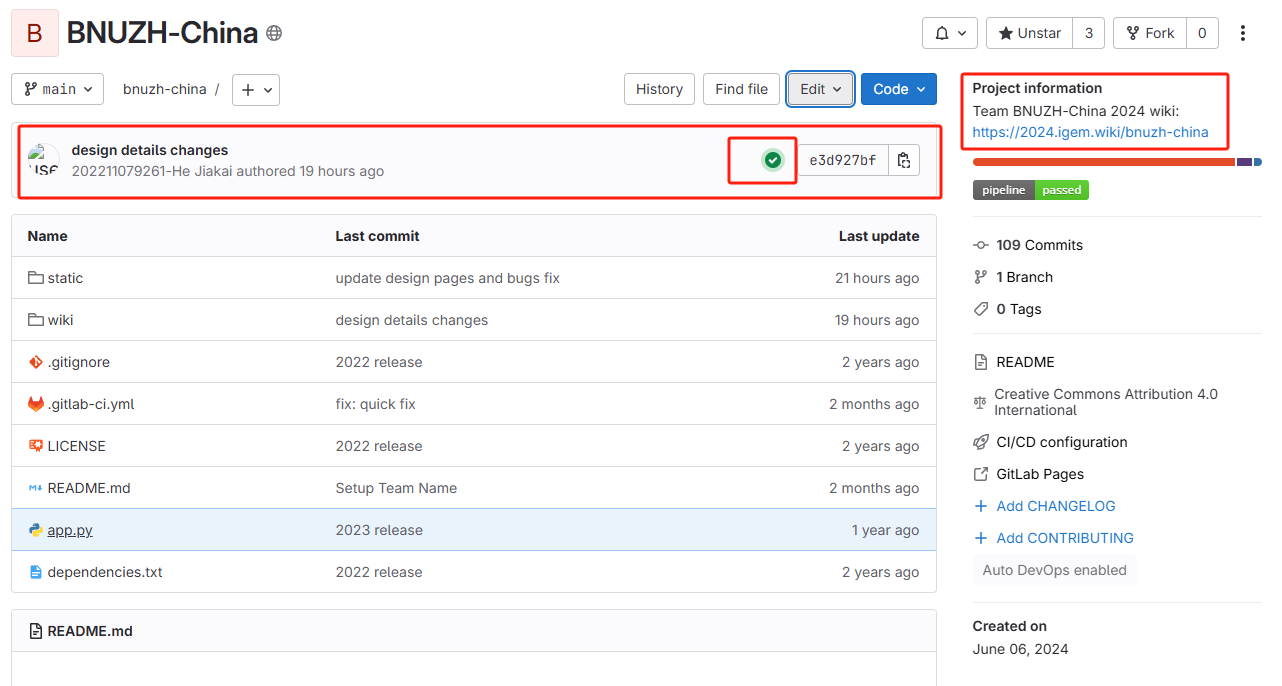 B BNUZH-China
Unstar 3 Fork 0
main bnuzh-china / + History Find file Edit Code
design details changes
202211079261-He Jiakai authored 19 hours ago
e3d927bf
Name Last commit Last update
static update design pages and bugs fix 21 hours ago
wiki design details changes 19 hours ago
.gitignore 2022 release 2 years ago
.gitlab-ci.yml fix: quick fix 2 months ago
LICENSE 2022 release 2 years ago
README.md Setup Team Name 2 months ago
app.py 2023 release 1 year ago
dependencies.txt 2022 release 2 years ago
README.md
Project information
Team BNUZH-China 2024 wiki:
https://2024.igem.wiki/bnuzh-china
pipeline passed
109 Commits
1 Branch
0 Tags
README
Creative Commons Attribution 4.0
International
CI/CD configuration
GitLab Pages
+ Add CHANGELOG
+ Add CONTRIBUTING
Auto DevOps enabled
Created on
June 06, 2024